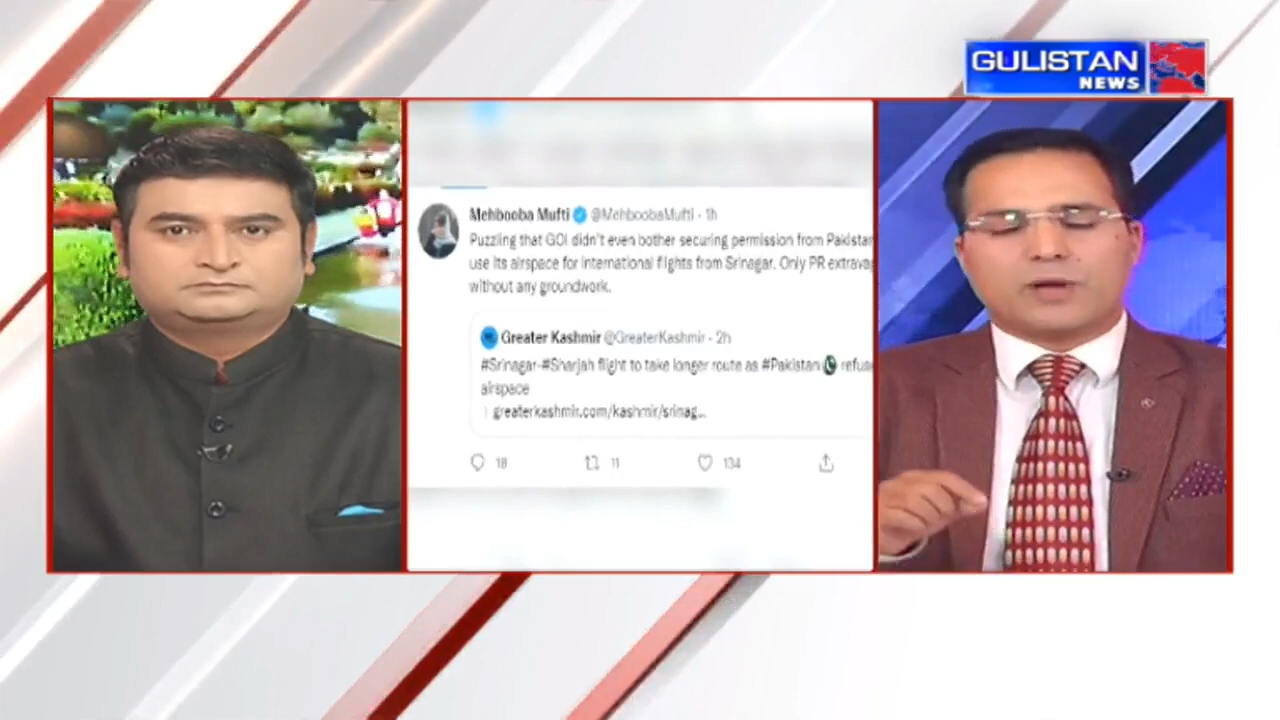 GULISTAN
NEWS
Mehbooba Mufti @MehboobaMufti · 1h
Puzzling that GOI didn't even bother securing permission from Pakistan
use its airspace for international flights from Srinagar. Only PR extravag
without any groundwork.
Greater Kashmir @GreaterKashmir · 2h
#Srinagar-#Sharjah flight to take longer route as #Pakistan refus
airspace
greaterkashmir.com/kashmir/srinag...
18 11 134